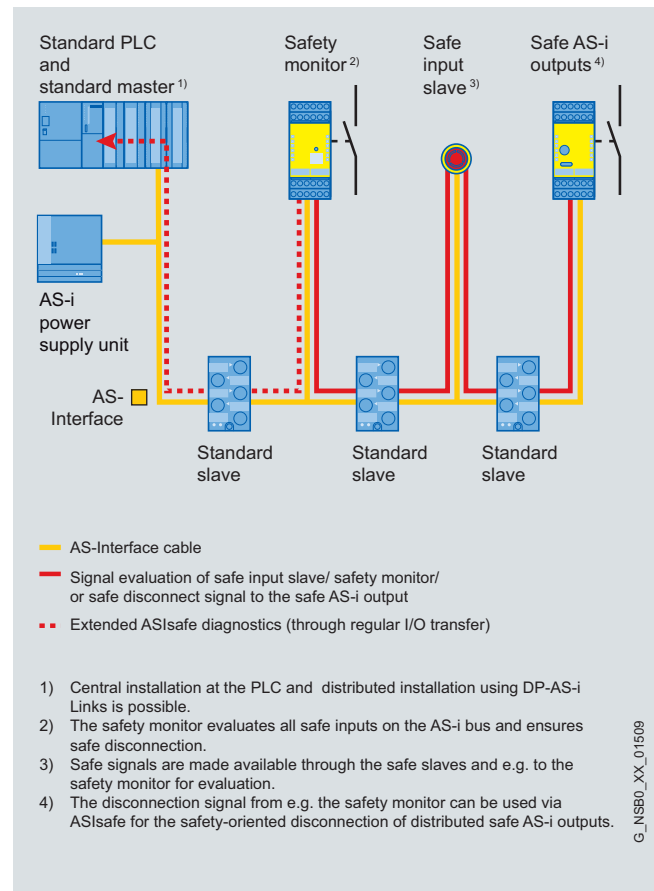 Standard PLC
and
standard master 1)
Safety
monitor 2)
Safe
input
slave 3)
Safe AS-i
outputs 4)
AS-i
power
supply unit
AS-
Interface
Standard
slave
Standard
slave
Standard
slave
AS-Interface cable
Signal evaluation of safe input slave/ safety monitor/
or safe disconnect signal to the safe AS-i output
Extended ASIsafe diagnostics (through regular I/O transfer)
1) Central installation at the PLC and distributed installation using DP-AS-i
Links is possible.
2) The safety monitor evaluates all safe inputs on the AS-i bus and ensures
safe disconnection.
3) Safe signals are made available through the safe slaves and e.g. to the
safety monitor for evaluation.
4) The disconnection signal from e.g. the safety monitor can be used via
ASIsafe for the safety-oriented disconnection of distributed safe AS-i outputs.
G_NSB0_XX_01509